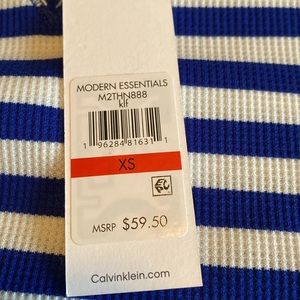 MODERN ESSENTIALS
M2THN888
klf
1 96284 81631 1
XS
MSRP $59.50
Calvinklein.com